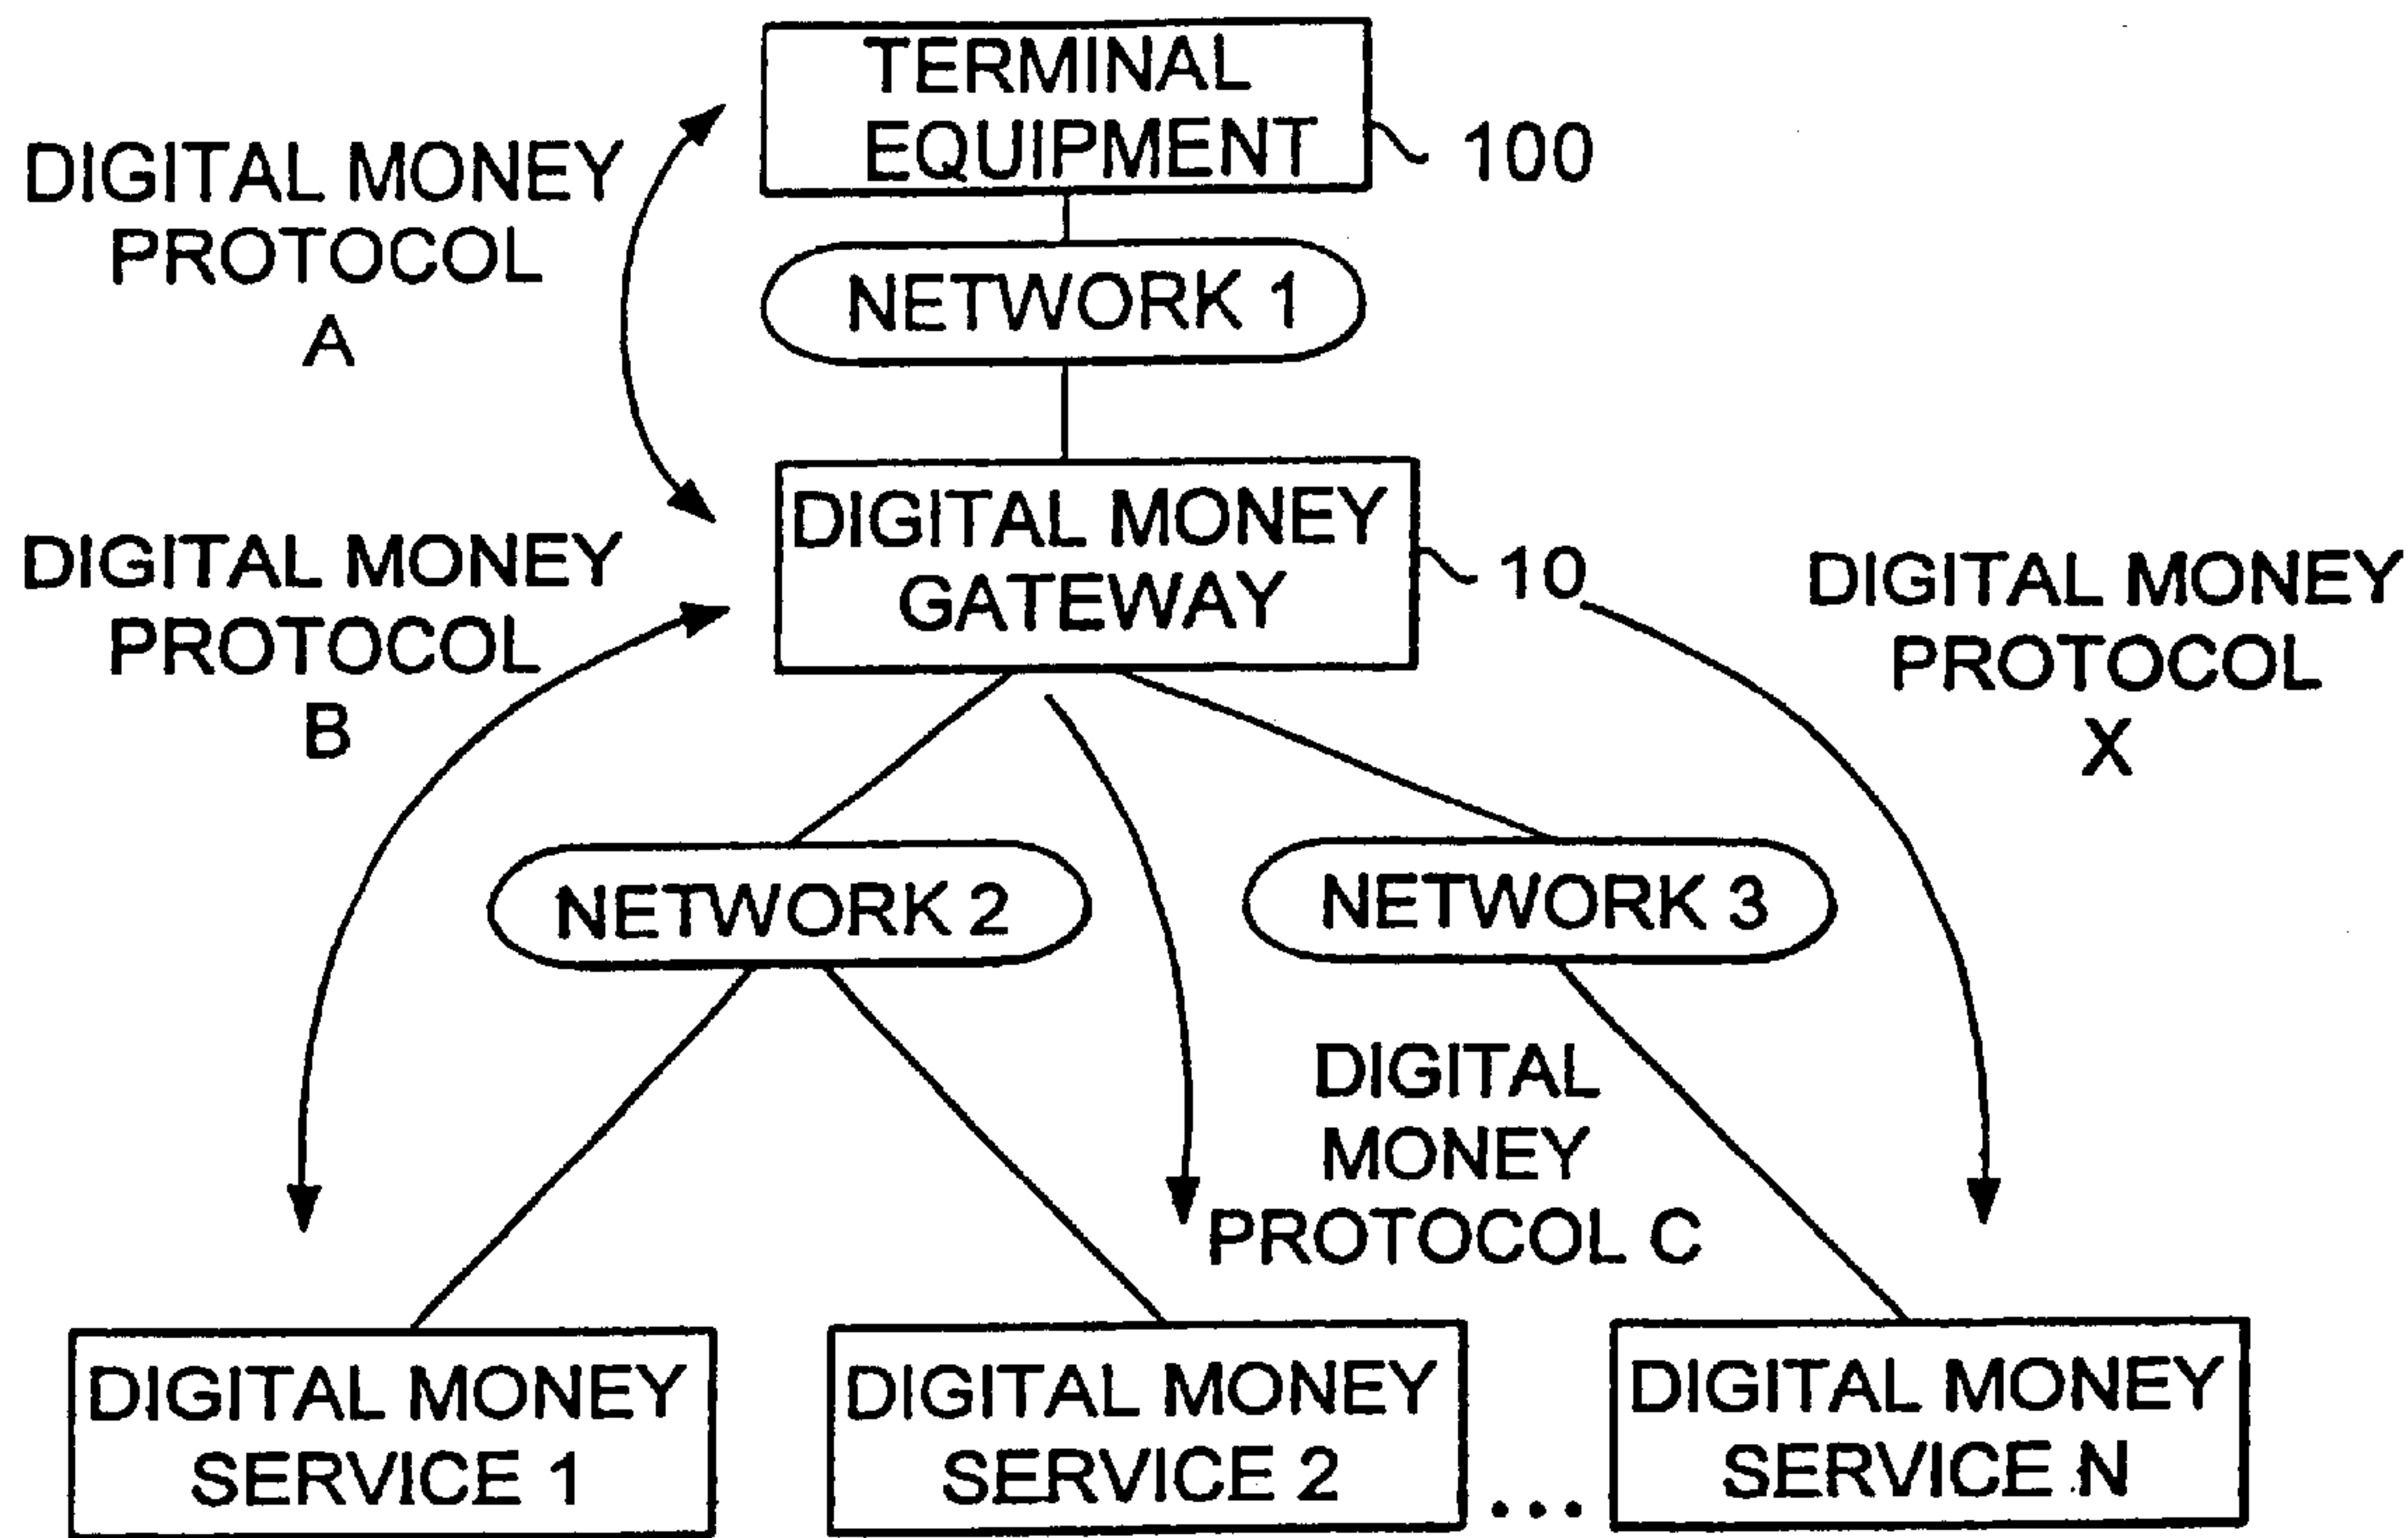 TERMINAL
EQUIPMENT
100
DIGITAL MONEY
PROTOCOL
A
NETWORK 1
DIGITAL MONEY
GATEWAY
10
DIGITAL MONEY
PROTOCOL
B
DIGITAL MONEY
PROTOCOL
X
NETWORK 2
NETWORK 3
DIGITAL
MONEY
PROTOCOL C
DIGITAL MONEY
SERVICE 1
DIGITAL MONEY
SERVICE 2
...
DIGITAL MONEY
SERVICE N